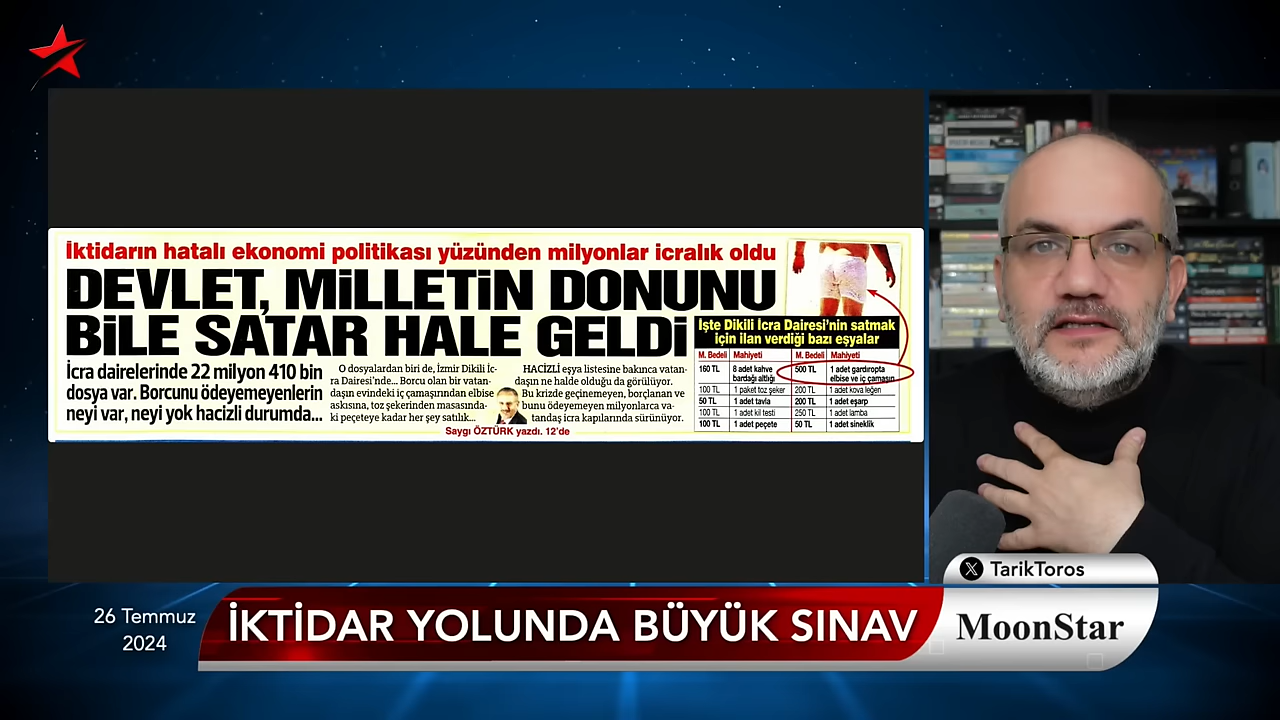 İktidarın hatalı ekonomi politikası yüzünden milyonlar icralık oldu
DEVLET, MİLLETİN DONUNU
BİLE SATAR HALE GELDİ
İcra dairelerinde 22 milyon 410 bin
dosya var. Borcunu ödeyemeyenlerin
neyi var, neyi yok hacizli durumda...
O dosyalardan biri de, İzmir Dikili İc-
ra Dairesi'nde... Borcu olan bir vatan-
daşın evindeki iç çamaşırından elbise
askısına, toz şekerinden masasında-
ki peçeteye kadar her şey satılık...
HACİZLİ eşya listesine bakınca vatan-
daşın ne halde olduğu da görülüyor.
Bu krizde geçinemeyen, borçlanan ve
bunu ödeyemeyen milyonlarca va-
tandaş icra kapılarında sürünüyor.
Saygı ÖZTÜRK yazdı. 12'de
İşte Dikili İcra Dairesi'nin satmak
için ilan verdiği bazı eşyalar
M. Bedeli Mahiyeti M. Bedeli Mahiyeti
160 TL 8 adet kahve bardağı altlığı 500 TL 1 adet gardıropta elbise ve iç çamaşırı
100 TL 1 paket toz şeker 200 TL 1 adet kova leğen
50 TL 1 adet tavla 200 TL 1 adet eşarp
100 TL 1 adet kil testi 250 TL 1 adet lamba
100 TL 1 adet peçete 50 TL 1 adet sineklik
TarikToros
26 Temmuz
2024
İKTİDAR YOLUNDA BÜYÜK SINAV
MoonStar